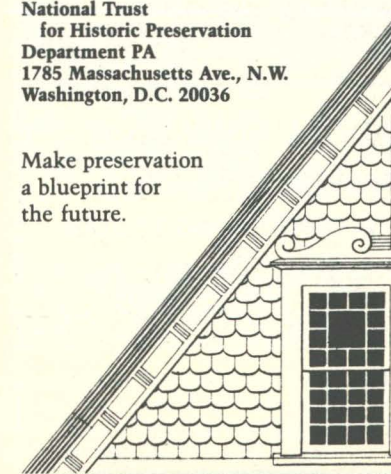 National Trust
for Historic Preservation
Department PA
1785 Massachusetts Ave., N.W.
Washington, D.C. 20036
Make preservation
a blueprint for
the future.